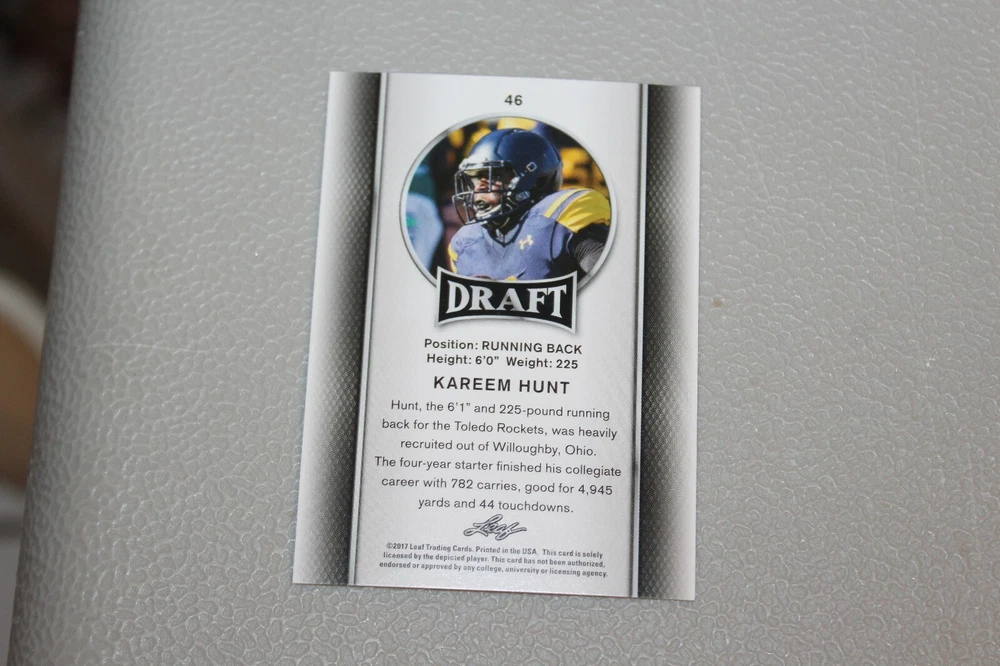 46
DRAFT
Position: RUNNING BACK
Height: 6'0" Weight: 225
KAREEM HUNT
Hunt, the 6'1" and 225-pound running
back for the Toledo Rockets, was heavily
recruited out of Willoughby, Ohio.
The four-year starter finished his collegiate
career with 782 carries, good for 4,945
yards and 44 touchdowns.
Leaf
©2017 Leaf Trading Cards. Printed in the USA. This card is solely
licensed by the depicted player. This card has not been authorized,
endorsed or approved by any college, university or licensing agency.